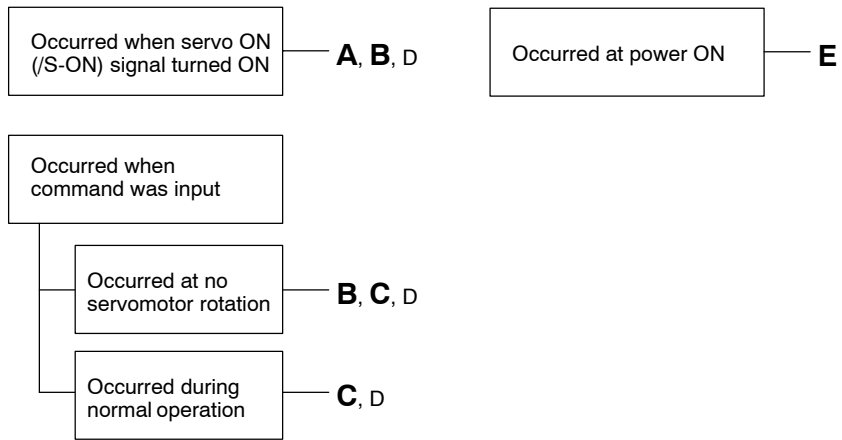 Occurred when servo ON
(/S-ON) signal turned ON
A, B, D
Occurred at power ON
E
Occurred when
command was input
Occurred at no
servomotor rotation
B, C, D
Occurred during
normal operation
C, D